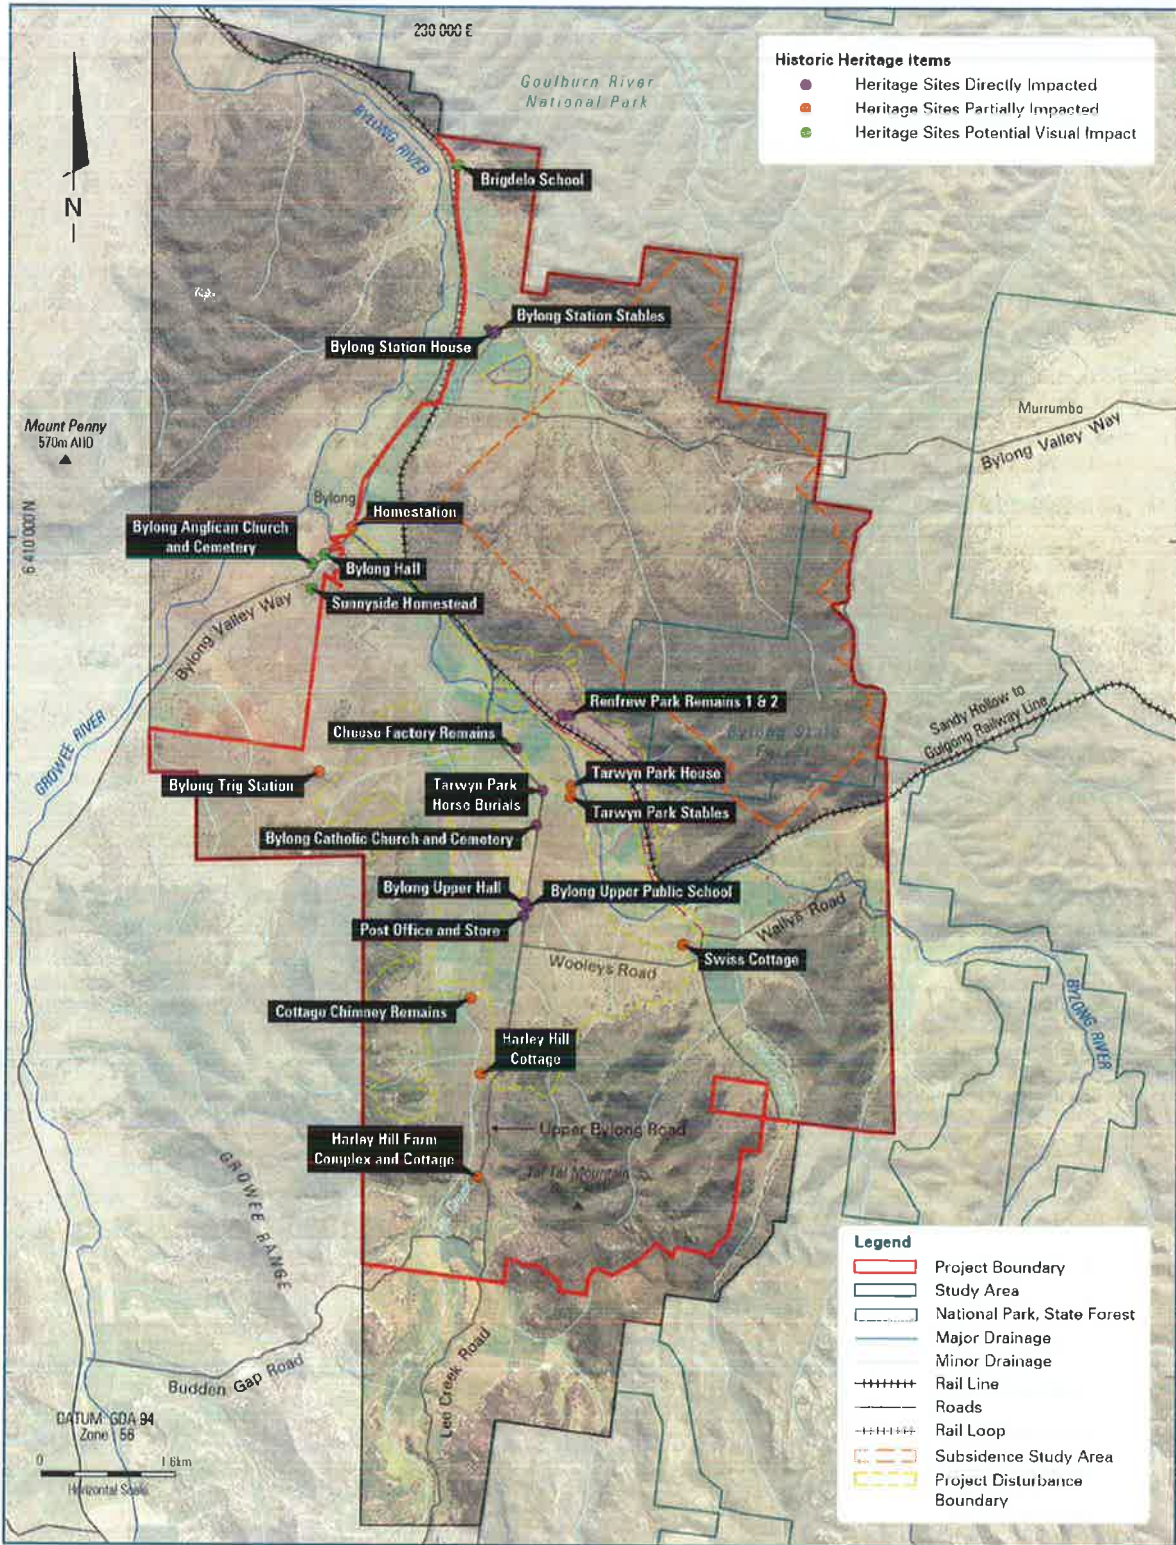 230 000 E
Historic Heritage Items
Heritage Sites Directly Impacted
Heritage Sites Partially Impacted
Heritage Sites Potential Visual Impact
Goulburn River
National Park
BYLONG RIVER
N
Brigdelo School
Bylong Station Stables
Bylong Station House
Murrumbo
Bylong Valley Way
Mount Penny
570m AHD
6 410 000 N
Bylong
Homestation
Bylong Anglican Church
and Cemetery
Bylong Hall
Sunnyside Homestead
Bylong Valley Way
GROWEE RIVER
Renfrew Park Remains 1 & 2
Bylong State
Sandy Hollow to
Gulgong Railway Line
Cheese Factory Remains
Bylong Trig Station
Tarwyn Park House
Tarwyn Park
Horse Burials
Tarwyn Park Stables
Bylong Catholic Church and Cemetery
Bylong Upper Hall
Bylong Upper Public School
Post Office and Store
Wallys Road
Wooleys Road
Swiss Cottage
BYLONG RIVER
Cottage Chimney Remains
Harley Hill
Cottage
Upper Bylong Road
Harley Hill Farm
Complex and Cottage
Tal Tal Mountain
GROWEE RANGE
Budden Gap Road
Lee Creek Road
DATUM GDA 94
Zone 56
0
1 6km
Horizontal Scale
Legend
Project Boundary
Study Area
National Park, State Forest
Major Drainage
Minor Drainage
Rail Line
Roads
Rail Loop
Subsidence Study Area
Project Disturbance
Boundary